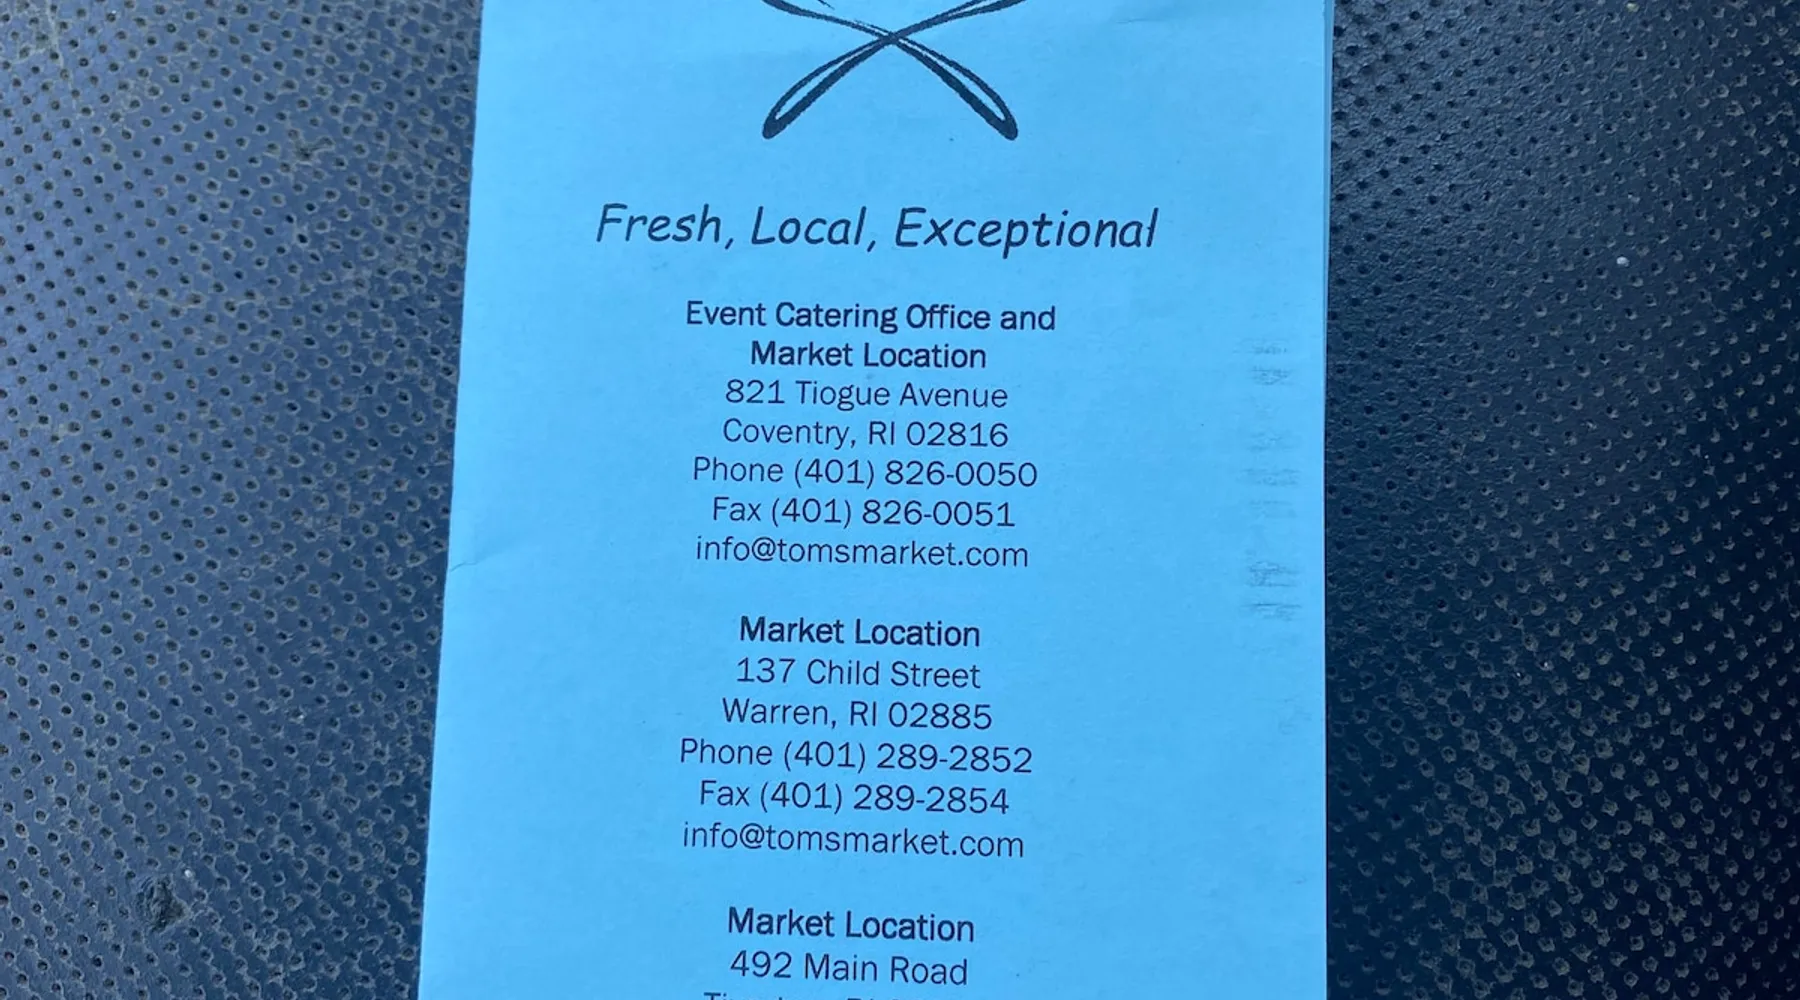 Fresh, Local, Exceptional
Event Catering Office and
Market Location
821 Tiogue Avenue
Coventry, RI 02816
Phone (401) 826-0050
Fax (401) 826-0051
info@tomsmarket.com
Market Location
137 Child Street
Warren, RI 02885
Phone (401) 289-2852
Fax (401) 289-2854
info@tomsmarket.com
Market Location
492 Main Road